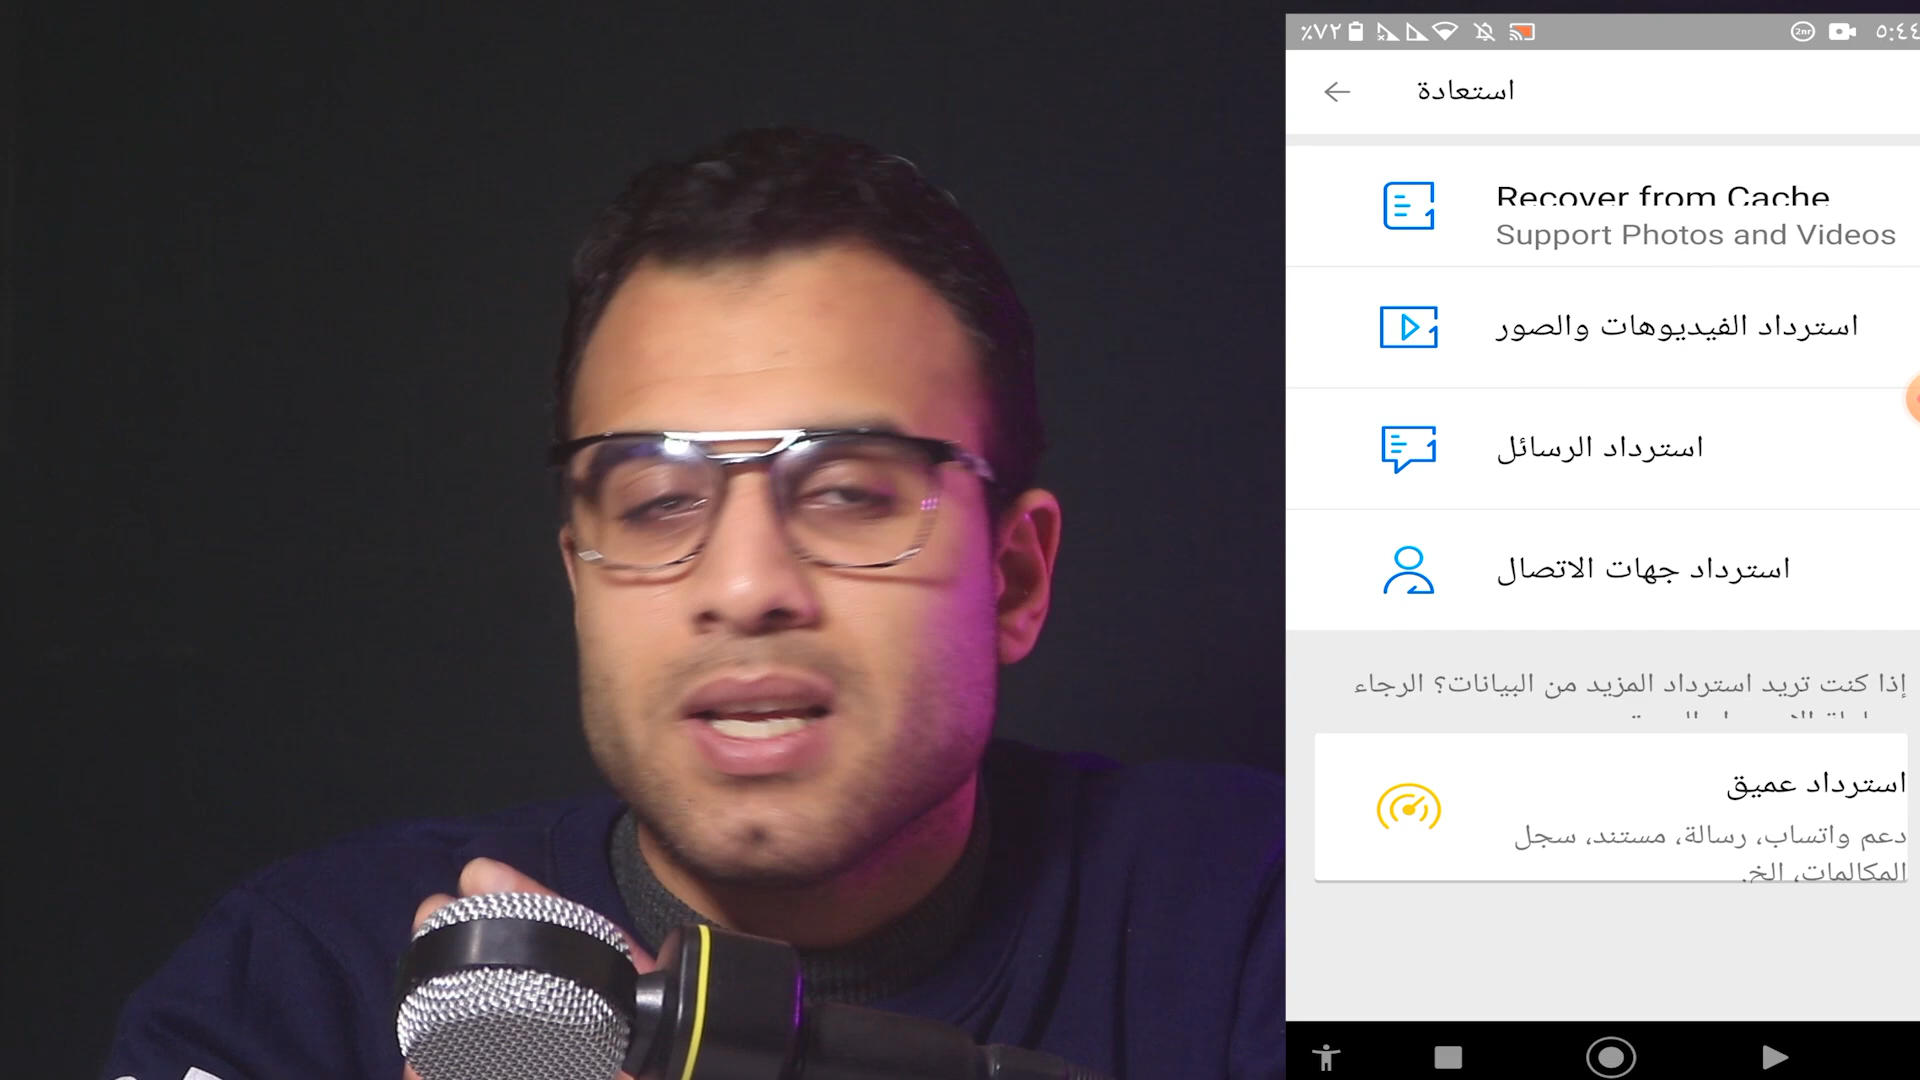 ٪٧٢
2nr
٥:٤٤
استعادة
Recover from Cache
Support Photos and Videos
استرداد الفيديوهات والصور
استرداد الرسائل
استرداد جهات الاتصال
إذا كنت تريد استرداد المزيد من البيانات؟ الرجاء
استرداد عميق
دعم واتساب، رسالة، مستند، سجل
المكالمات، الخ.